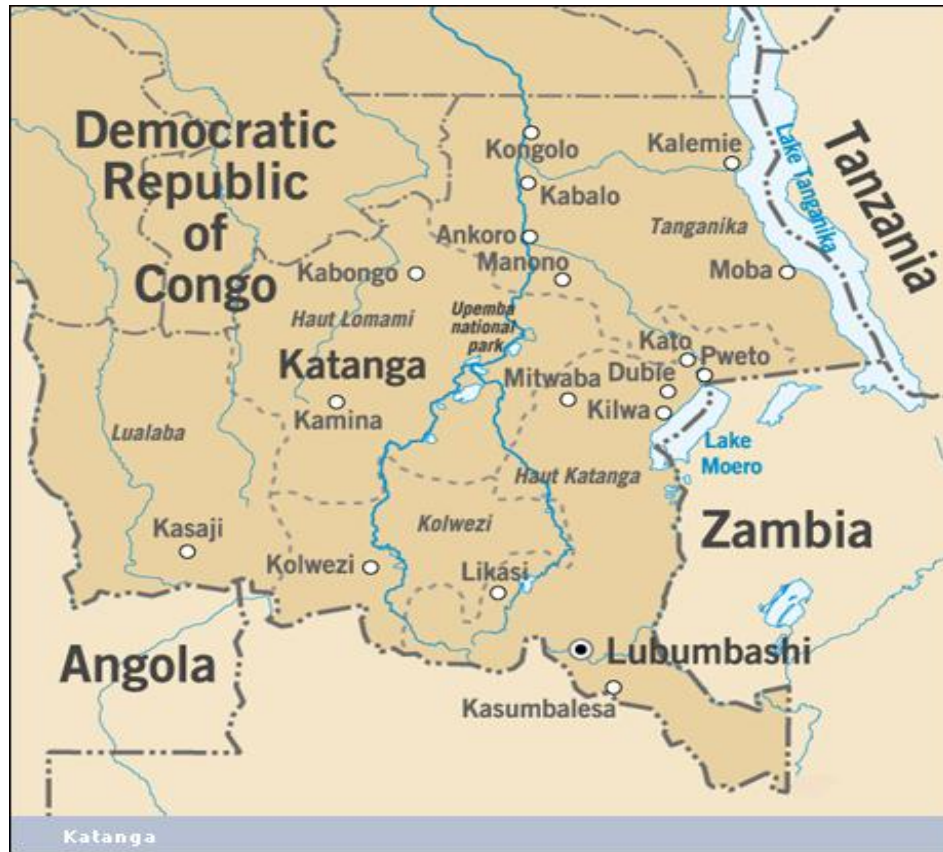 Democratic
Republic
of
Congo
Kongolo
Kalemie
Kabalo
Lake Tanganika
Tanzania
Tanganika
Ankoro
Manono
Kabongo
Moba
Haut Lomami
Upemba
national
park
Katanga
Kato
Pweto
Mitwaba
Dubie
Kamina
Kilwa
Lualaba
Lake
Moero
Haut Katanga
Kasaji
Kolwezi
Zambia
Kolwezi
Likasi
Angola
Lubumbashi
Kasumbalesa
Katanga